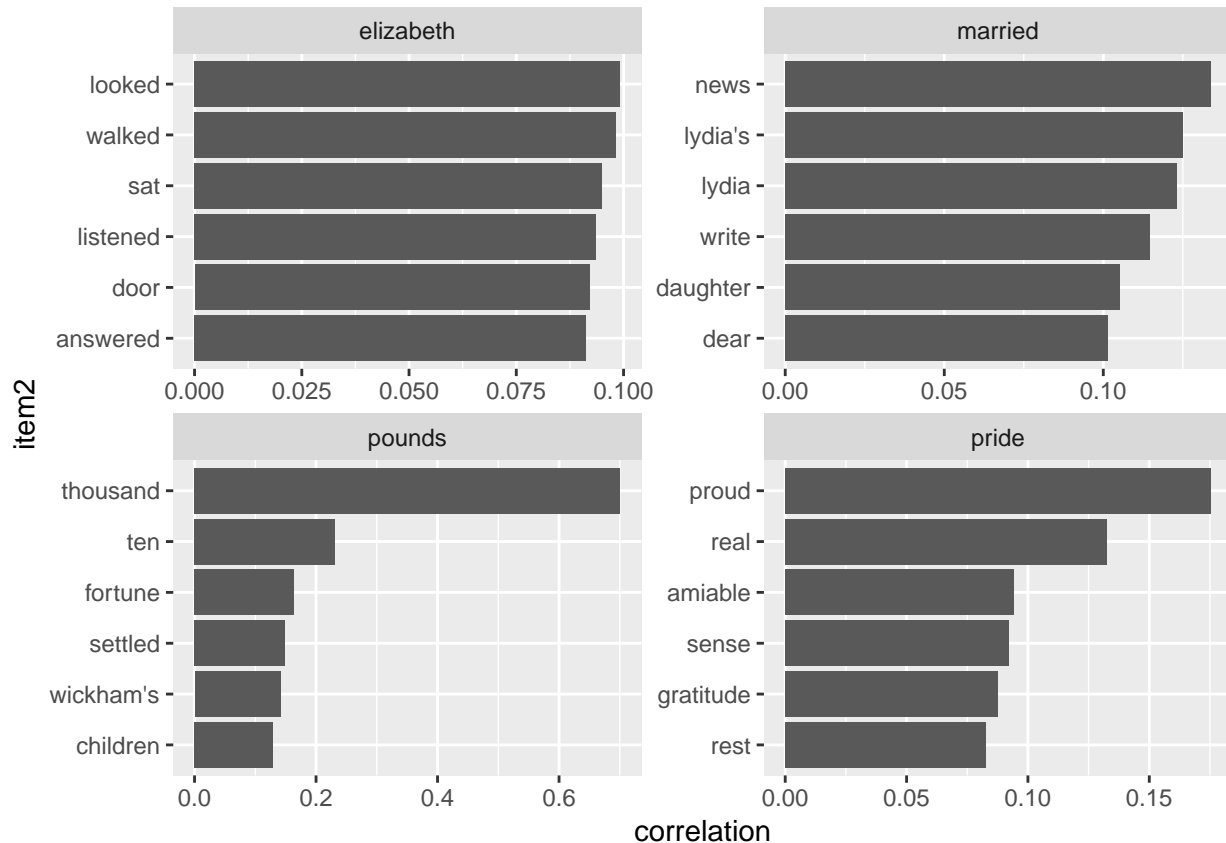 elizabeth
looked
walked
sat
listened
door
answered
0.000 0.025 0.050 0.075 0.100
married
news
lydia's
lydia
write
daughter
dear
0.00 0.05 0.10
item2
pounds
thousand
ten
fortune
settled
wickham's
children
0.0 0.2 0.4 0.6
pride
proud
real
amiable
sense
gratitude
rest
0.00 0.05 0.10 0.15
correlation